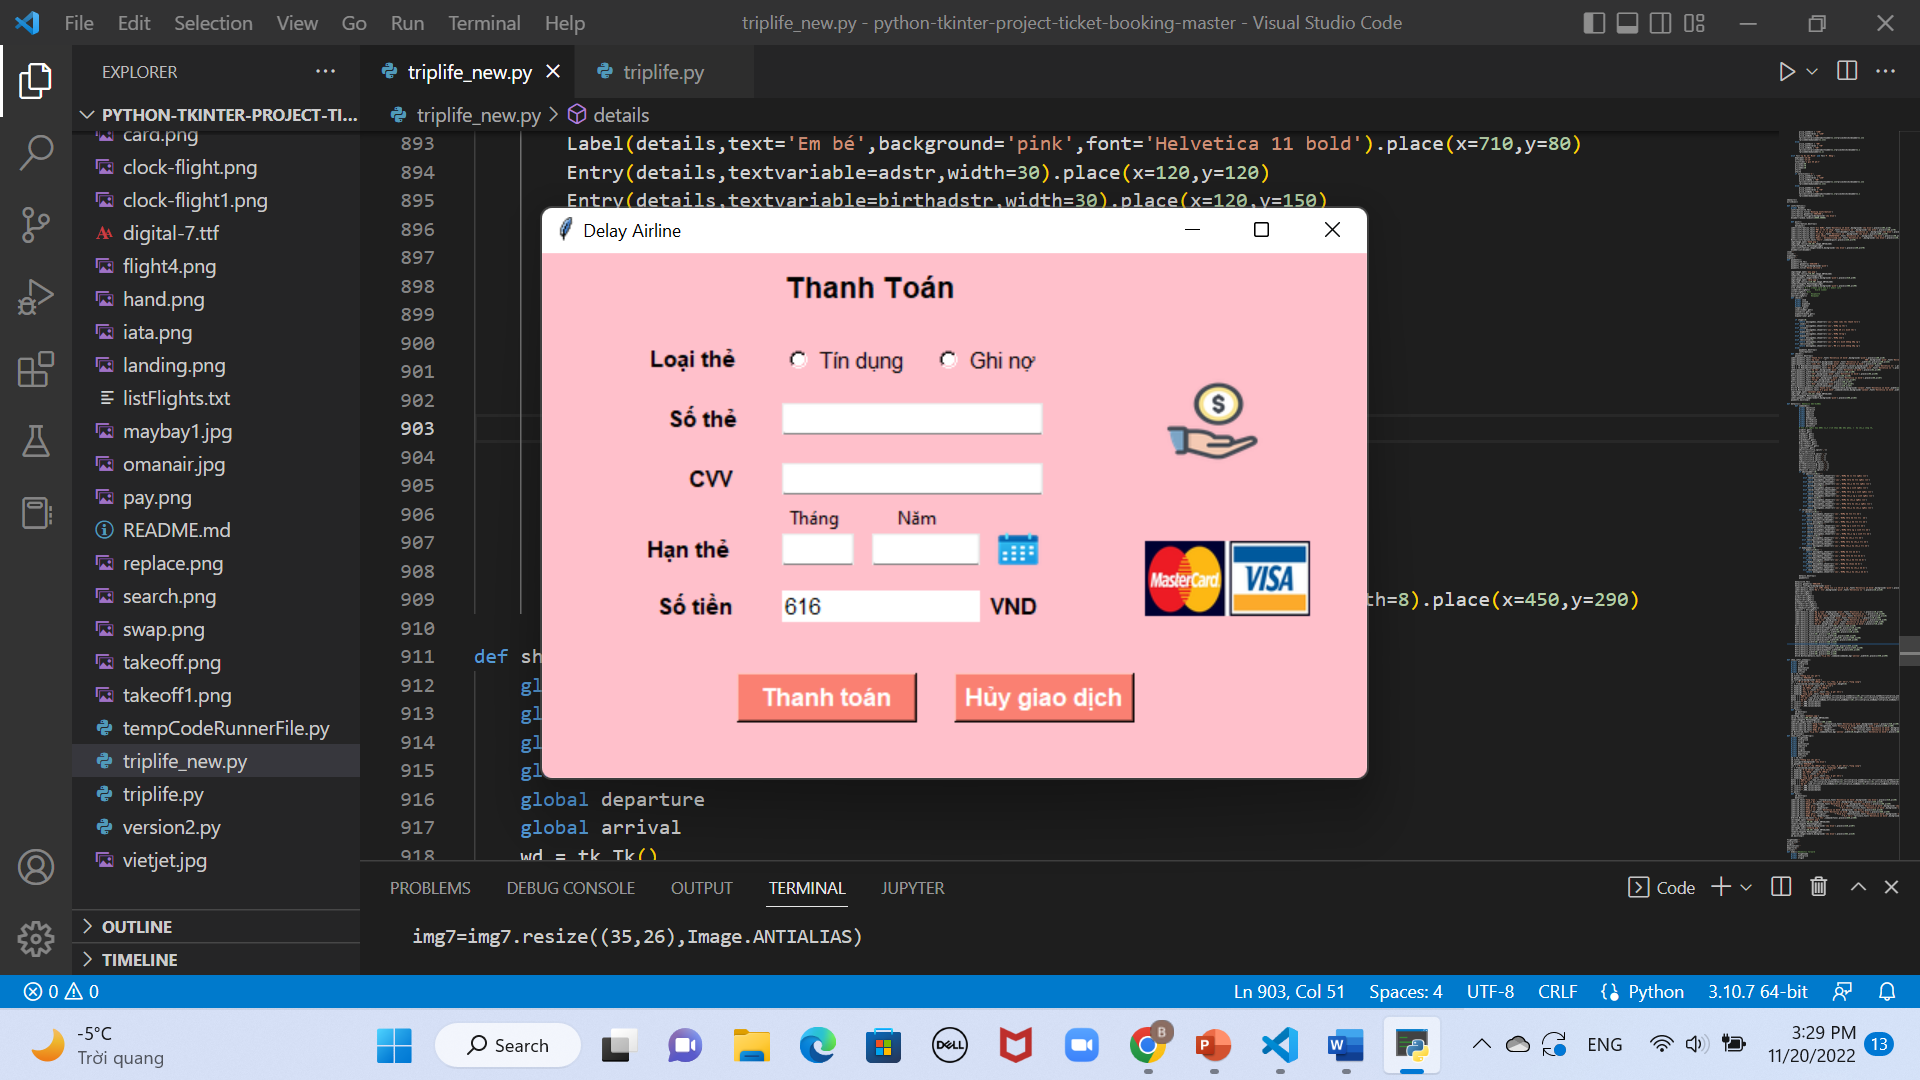 File Edit Selection View Go Run Terminal Help
triplife_new.py - python-tkinter-project-ticket-booking-master - Visual Studio Code
EXPLORER
PYTHON-TKINTER-PROJECT-TI...
card.png
clock-flight.png
clock-flight1.png
digital-7.ttf
flight4.png
hand.png
iata.png
landing.png
listFlights.txt
maybay1.jpg
omanair.jpg
pay.png
README.md
replace.png
search.png
swap.png
takeoff.png
takeoff1.png
tempCodeRunnerFile.py
triplife_new.py
triplife.py
version2.py
vietjet.jpg
OUTLINE
TIMELINE
triplife_new.py
triplife.py
triplife_new.py > details
893 Label(details,text='Em bé',background='pink',font='Helvetica 11 bold').place(x=710,y=80)
894 Entry(details,textvariable=adstr,width=30).place(x=120,y=120)
895 Entry(details,textvariable=birthadstr,width=30).place(x=120,y=150)
896
897
898
899
900
901
902
903
904
905
906
907
908
909 th=8).place(x=450,y=290)
910
911 def sh
912 gl
913 gl
914 gl
915 gl
916 global departure
917 global arrival
918 wd = tk.Tk()
Delay Airline
Thanh Toán
Loại thẻ
Tín dụng
Ghi nợ
Số thẻ
CVV
Tháng
Năm
Hạn thẻ
Số tiền
616
VND
$
MasterCard
VISA
Thanh toán
Hủy giao dịch
PROBLEMS DEBUG CONSOLE OUTPUT TERMINAL JUPYTER
Code
img7=img7.resize((35,26),Image.ANTIALIAS)
0 0
Ln 903, Col 51 Spaces: 4 UTF-8 CRLF Python 3.10.7 64-bit
-5°C
Trời quang
Search
DELL
B
P
W
ENG
3:29 PM
11/20/2022
13